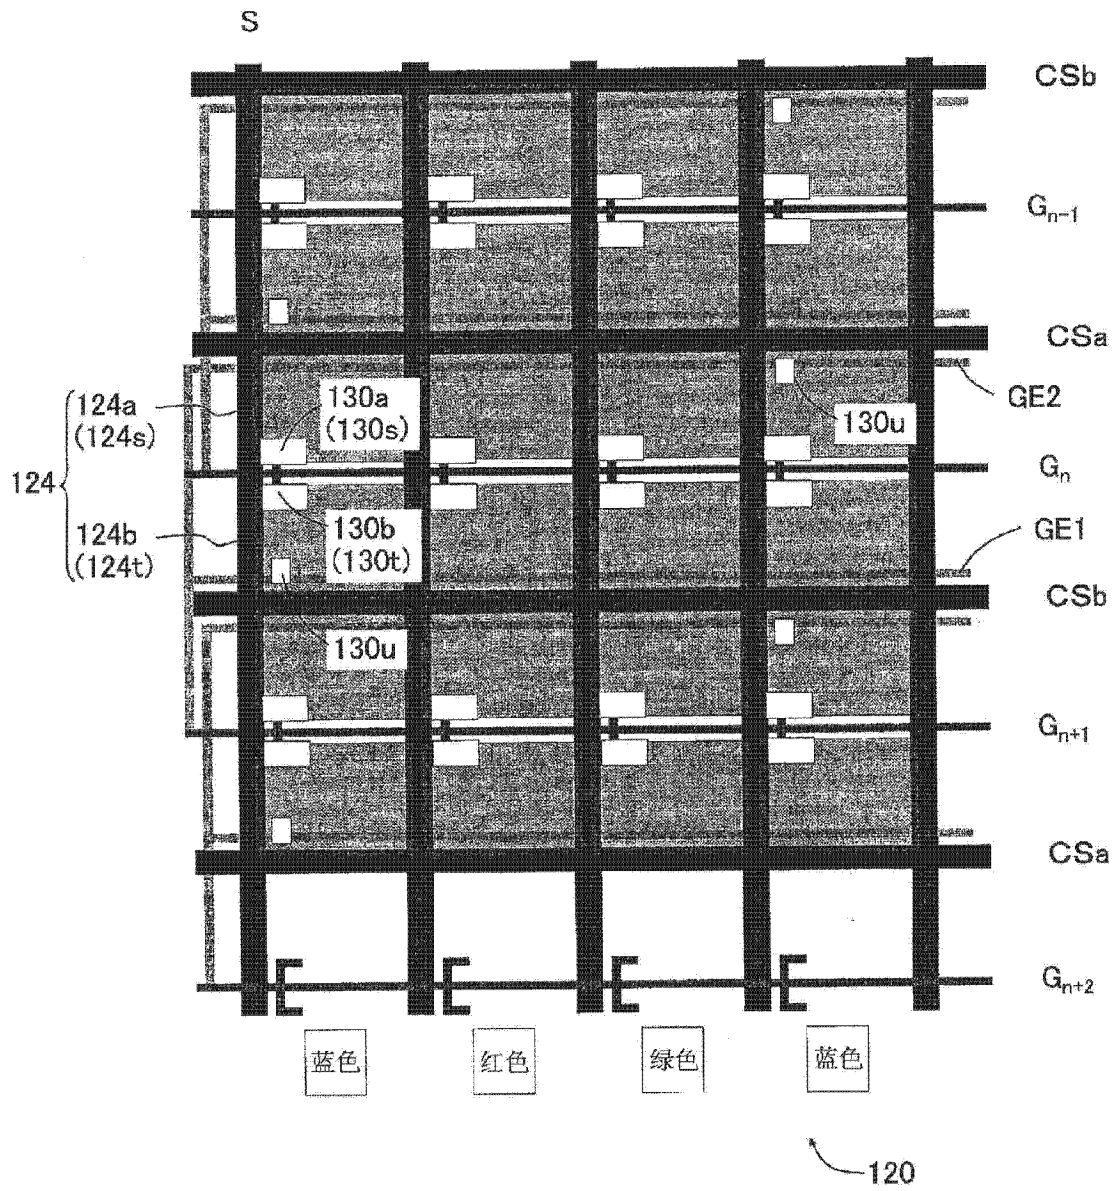 S
CSb
Gn-1
CSa
124a
(124s)
130a
(130s)
130u
GE2
124
Gn
124b
(124t)
130b
(130t)
GE1
CSb
130u
Gn+1
CSa
Gn+2
蓝色
红色
绿色
蓝色
120